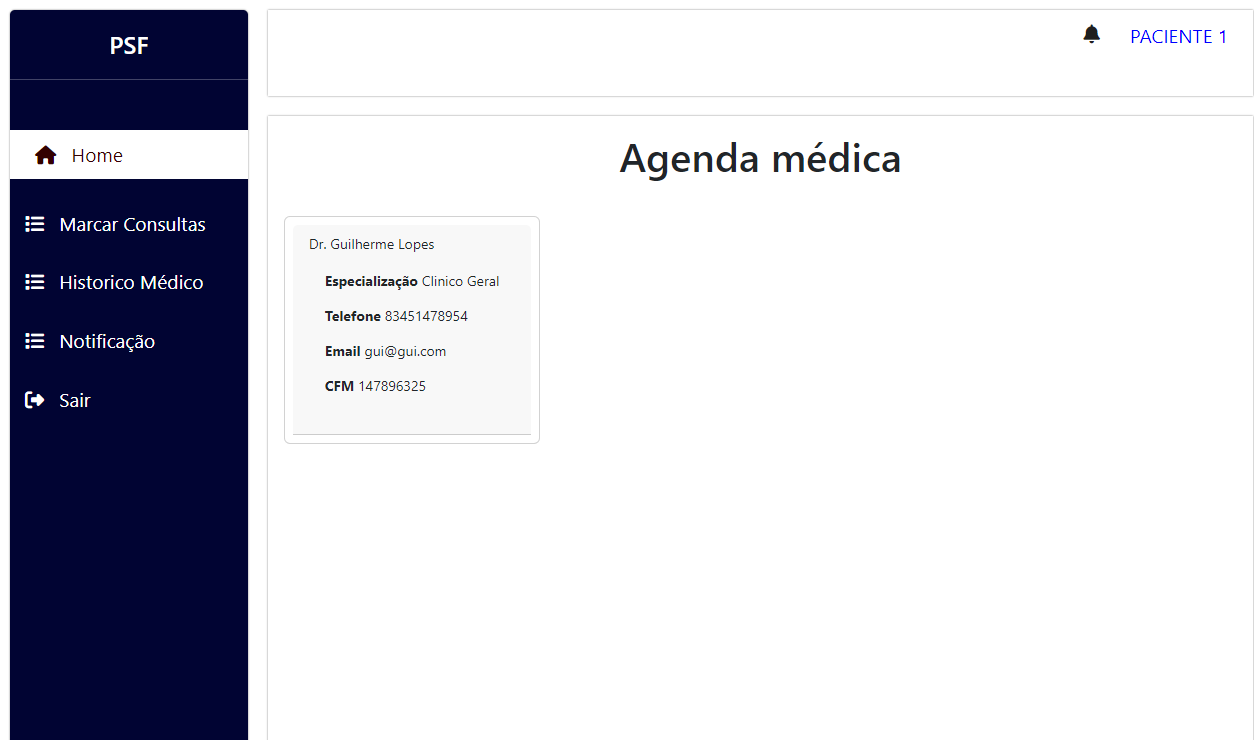 PSF
Home
Marcar Consultas
Historico Médico
Notificação
Sair
PACIENTE 1
Agenda médica
Dr. Guilherme Lopes
Especialização Clinico Geral
Telefone 83451478954
Email gui@gui.com
CFM 147896325